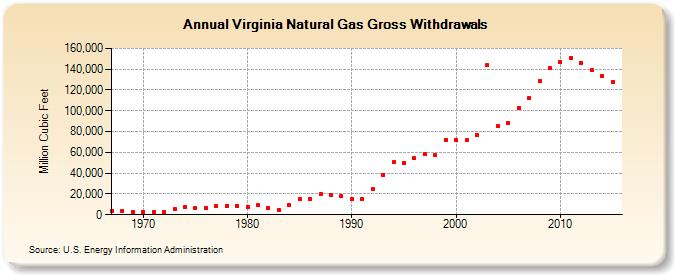 Annual Virginia Natural Gas Gross Withdrawals
Million Cubic Feet
160,000
140,000
120,000
100,000
80,000
60,000
40,000
20,000
0
1970 1980 1990 2000 2010
Source: U.S. Energy Information Administration